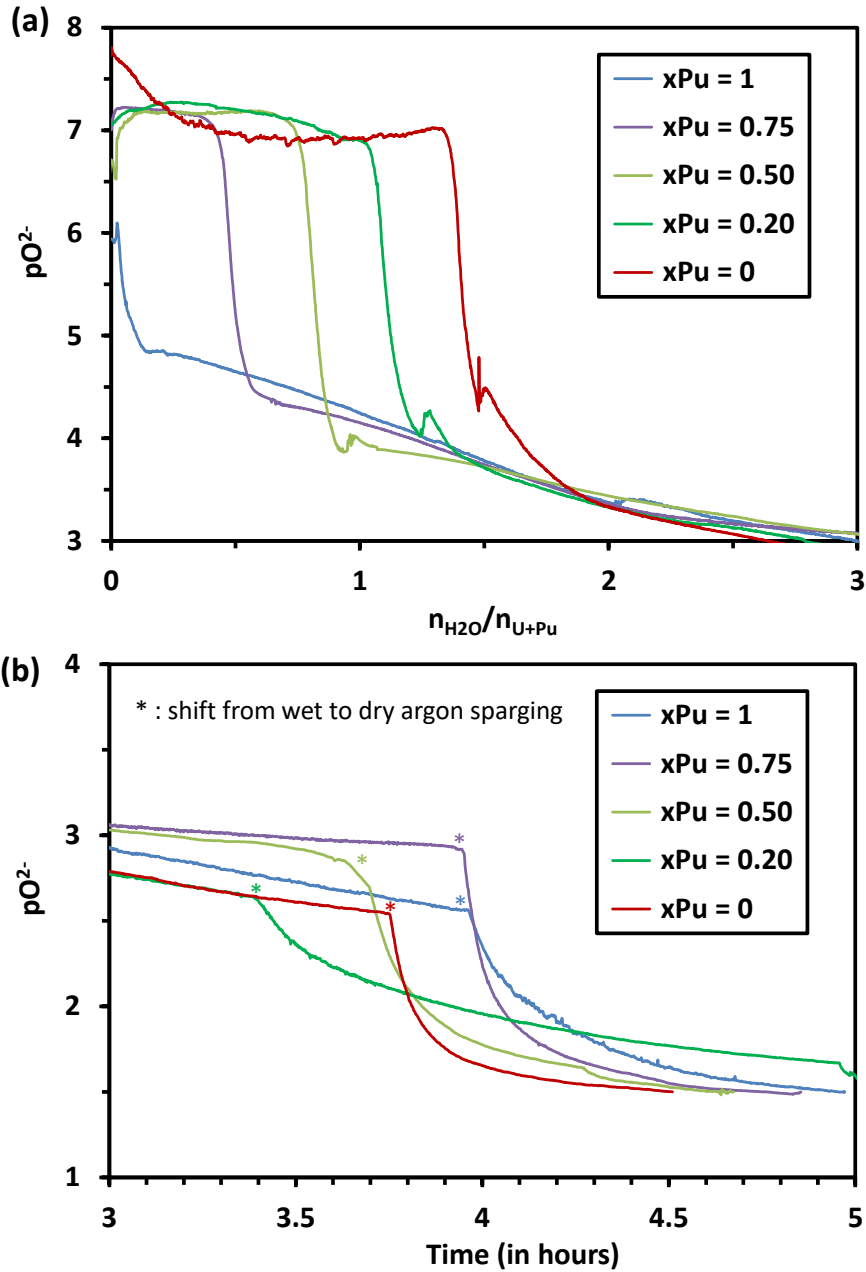 (a)
8
7
6
5
4
3
pO²⁻
xPu = 1
xPu = 0.75
xPu = 0.50
xPu = 0.20
xPu = 0
0
1
2
3
nH2O/nU+Pu
(b)
4
3
2
1
pO²⁻
* : shift from wet to dry argon sparging
xPu = 1
xPu = 0.75
xPu = 0.50
xPu = 0.20
xPu = 0
*
*
*
*
*
3
3.5
4
4.5
5
Time (in hours)